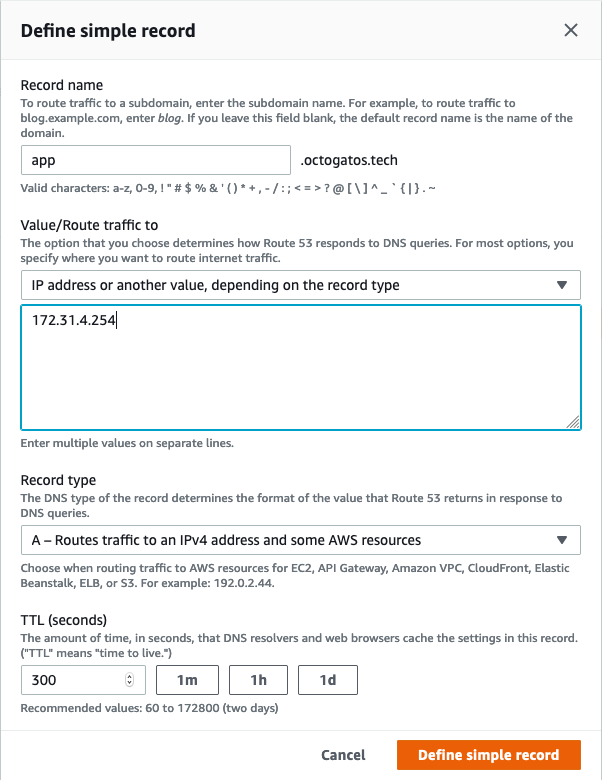 Define simple record
Record name
To route traffic to a subdomain, enter the subdomain name. For example, to route traffic to
blog.example.com, enter blog. If you leave this field blank, the default record name is the name of the
domain.
app .octogatos.tech
Valid characters: a-z, 0-9, ! " # $ % & ' ( ) * + , - / : ; < = > ? @ [ \ ] ^ _ ` { | } . ~
Value/Route traffic to
The option that you choose determines how Route 53 responds to DNS queries. For most options, you
specify where you want to route internet traffic.
IP address or another value, depending on the record type
172.31.4.254
Enter multiple values on separate lines.
Record type
The DNS type of the record determines the format of the value that Route 53 returns in response to
DNS queries.
A – Routes traffic to an IPv4 address and some AWS resources
Choose when routing traffic to AWS resources for EC2, API Gateway, Amazon VPC, CloudFront, Elastic
Beanstalk, ELB, or S3. For example: 192.0.2.44.
TTL (seconds)
The amount of time, in seconds, that DNS resolvers and web browsers cache the settings in this record.
("TTL" means "time to live.")
300 1m 1h 1d
Recommended values: 60 to 172800 (two days)
Cancel Define simple record